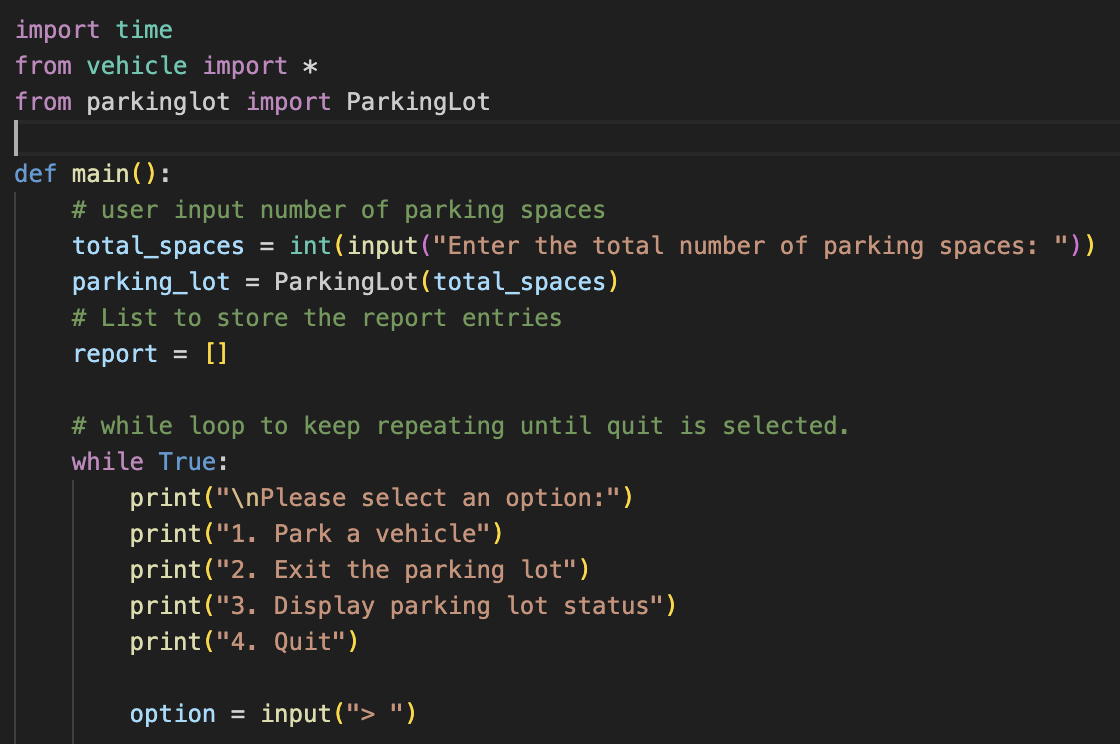 import time
from vehicle import *
from parkinglot import ParkingLot
def main():
# user input number of parking spaces
total_spaces = int(input("Enter the total number of parking spaces: "))
parking_lot = ParkingLot(total_spaces)
# List to store the report entries
report = []
# while loop to keep repeating until quit is selected.
while True:
print("\nPlease select an option:")
print("1. Park a vehicle")
print("2. Exit the parking lot")
print("3. Display parking lot status")
print("4. Quit")
option = input("> ")